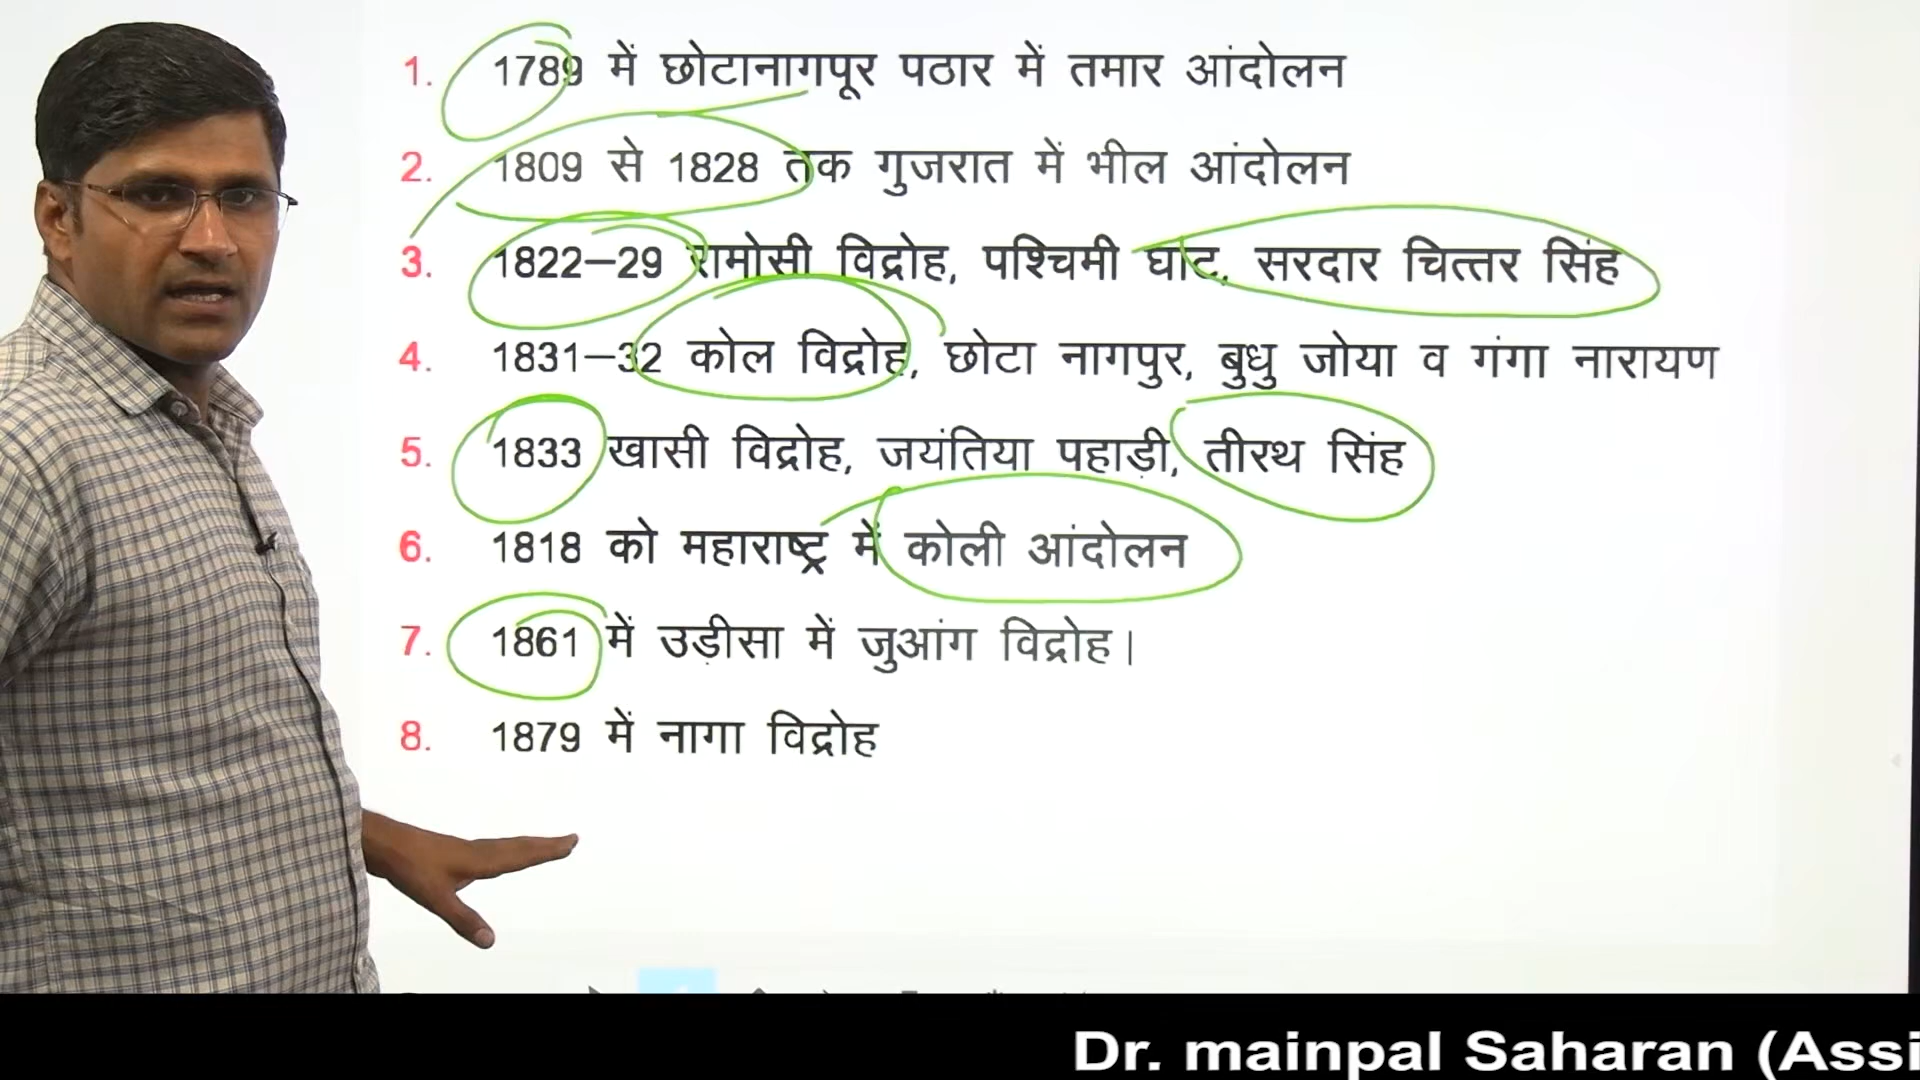 1. 1789 में छोटानागपूर पठार में तमार आंदोलन
2. 1809 से 1828 तक गुजरात में भील आंदोलन
3. 1822–29 रामोसी विद्रोह, पश्चिमी घाट, सरदार चित्तर सिंह
4. 1831–32 कोल विद्रोह, छोटा नागपुर, बुधु जोया व गंगा नारायण
5. 1833 खासी विद्रोह, जयंतिया पहाड़ी, तीरथ सिंह
6. 1818 को महाराष्ट्र में कोली आंदोलन
7. 1861 में उड़ीसा में जुआंग विद्रोह।
8. 1879 में नागा विद्रोह
Dr. mainpal Saharan (Assi